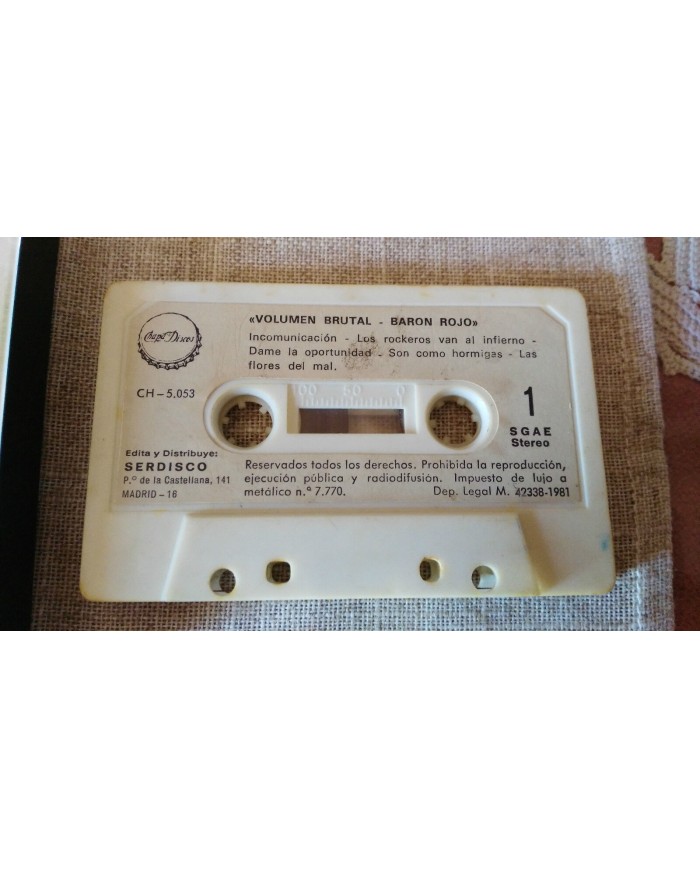 «VOLUMEN BRUTAL - BARON ROJO»
Incomunicación - Los rockeros van al infierno -
Dame la oportunidad - Son como hormigas - Las
flores del mal.
Chapa Discos
CH-5.053
00 50 0
1
SGAE
Stereo
Edita y Distribuye:
SERDISCO
P.º de la Castellana, 141
MADRID-16
Reservados todos los derechos. Prohibida la reproducción,
ejecución pública y radiodifusión. Impuesto de lujo a
metálico n.º 7.770. Dep. Legal M. 42338-1981